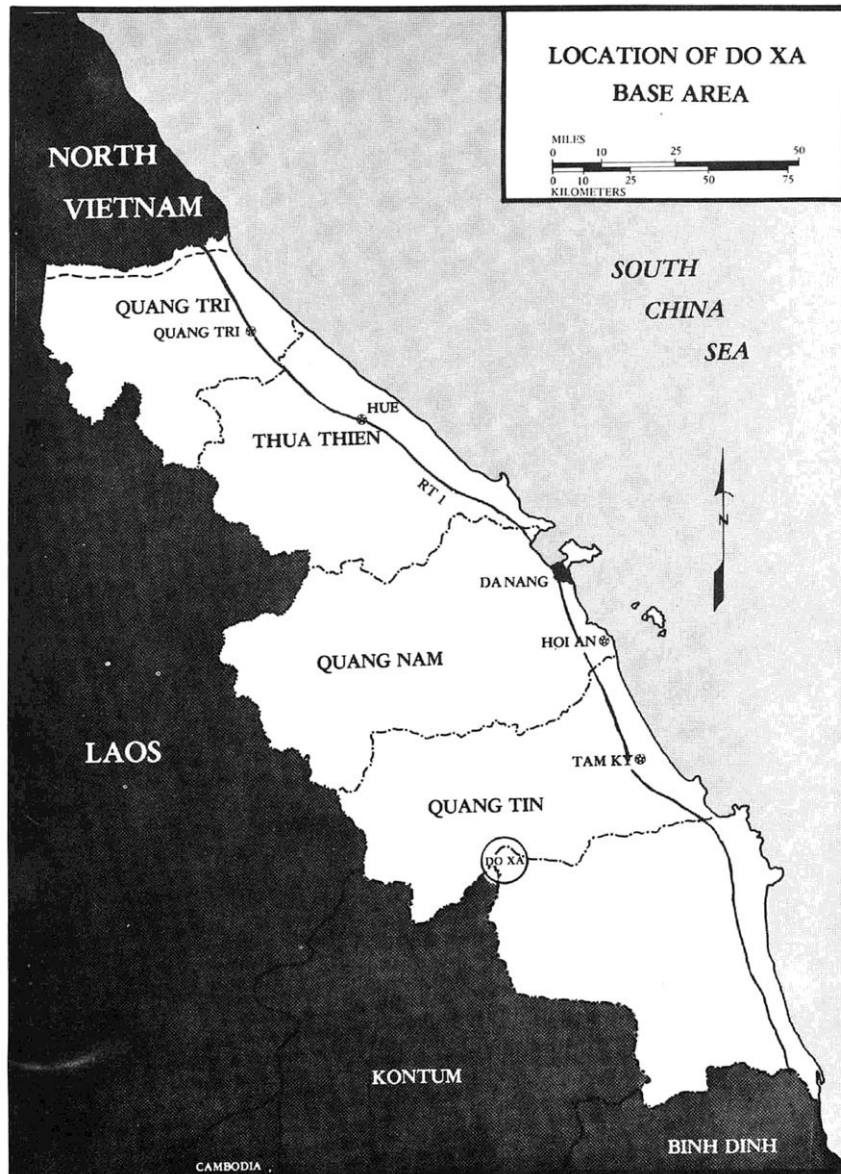 LOCATION OF DO XA
BASE AREA
MILES
0 10 25 50
0 10 25 50 75
KILOMETERS
NORTH
VIETNAM
SOUTH
CHINA
SEA
QUANG TRI
QUANG TRI
HUE
THUA THIEN
RT 1
N
DA NANG
HOI AN
QUANG NAM
LAOS
TAM KY
QUANG TIN
DO XA
KONTUM
BINH DINH
CAMBODIA